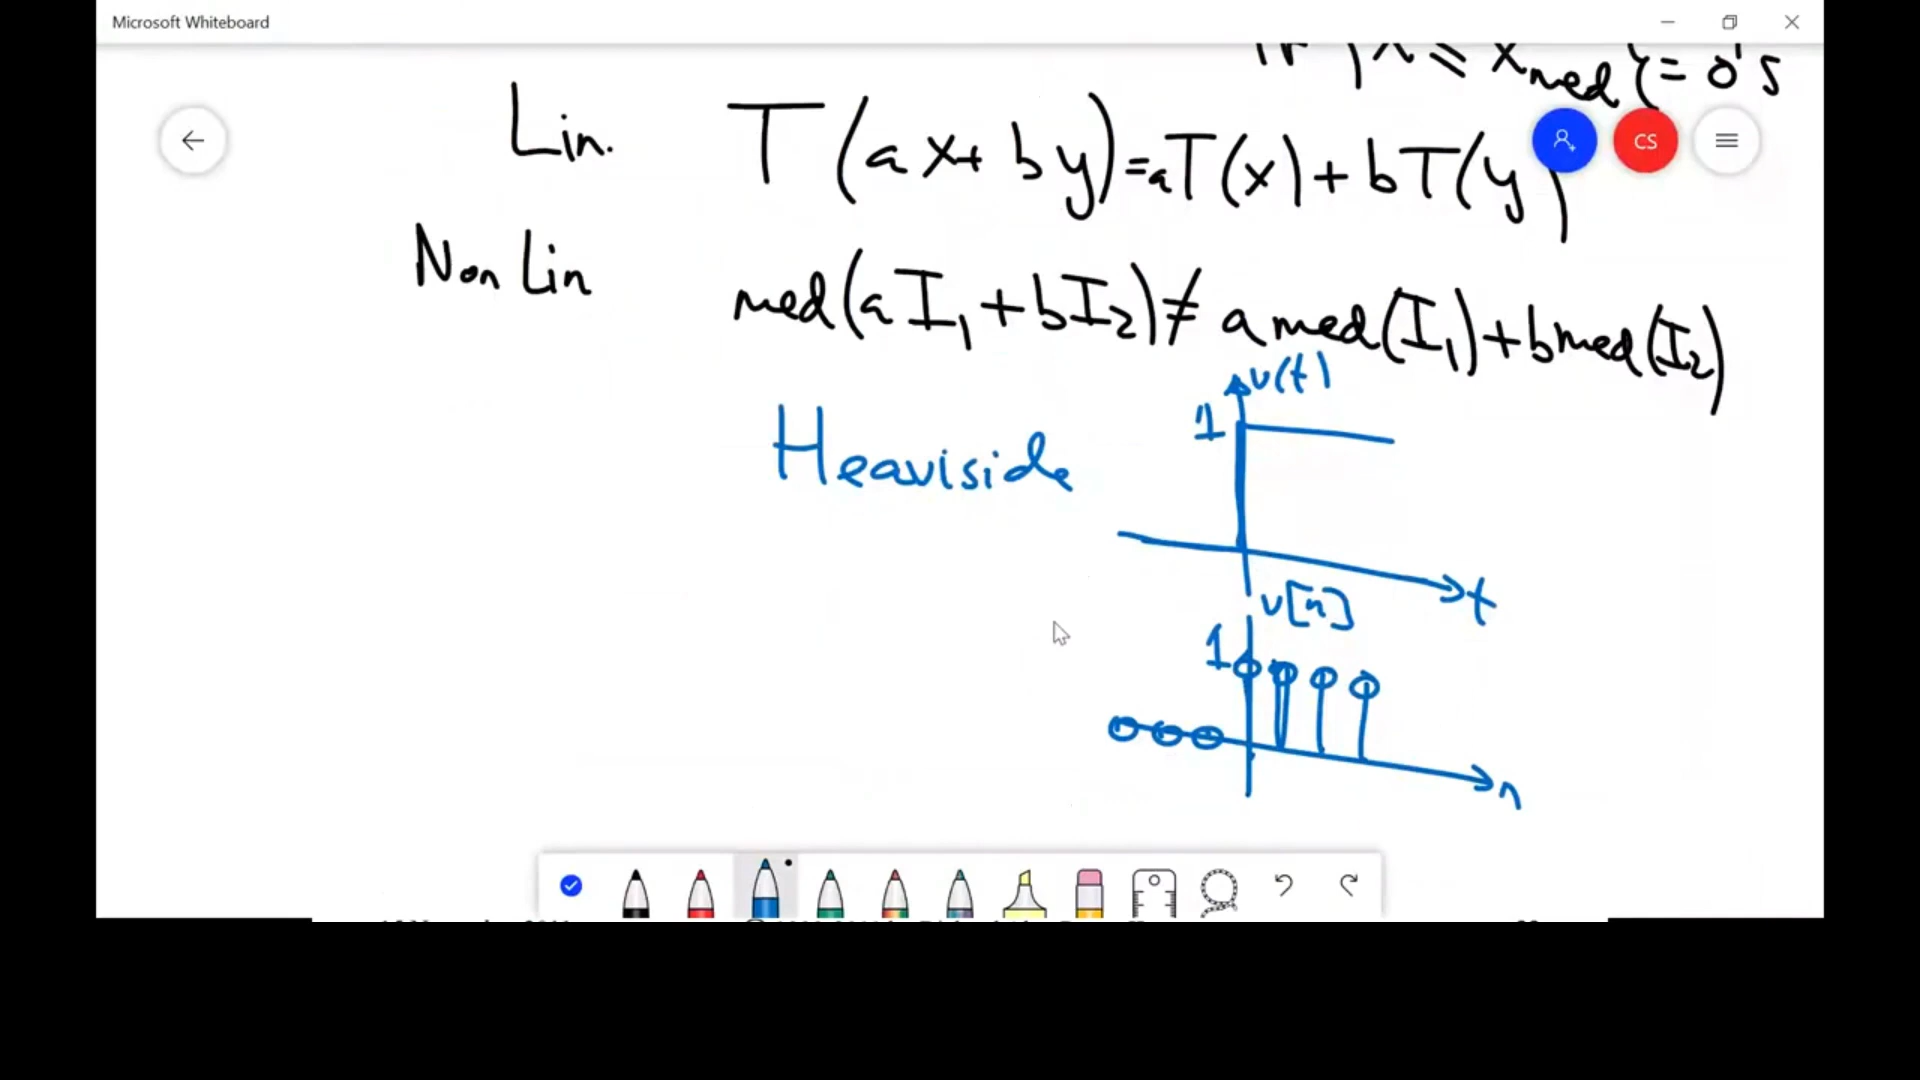 Microsoft Whiteboard
x ≤ x_med } = 0's
Lin. T(ax + by) = aT(x) + bT(y)
CS
Non Lin med(aI₁ + bI₂) ≠ a med(I₁) + b med(I₂)
u(t)
1
Heaviside
t
u[n]
1
n